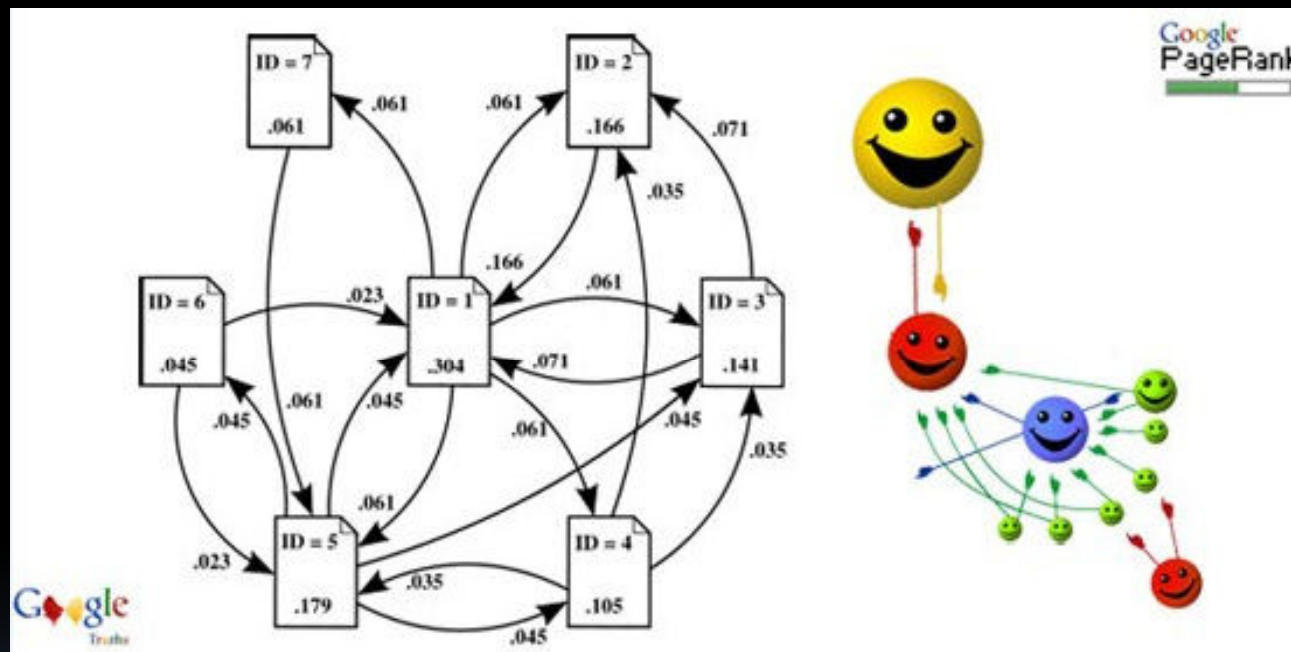 Google
PageRank
ID = 7
.061
ID = 2
.166
.061
.061
.071
.035
.166
ID = 6
.045
.023
ID = 1
.304
.061
ID = 3
.141
.071
.045
.061
.045
.061
.045
.035
.061
.023
ID = 5
.179
.035
ID = 4
.105
.045
Google
Truths